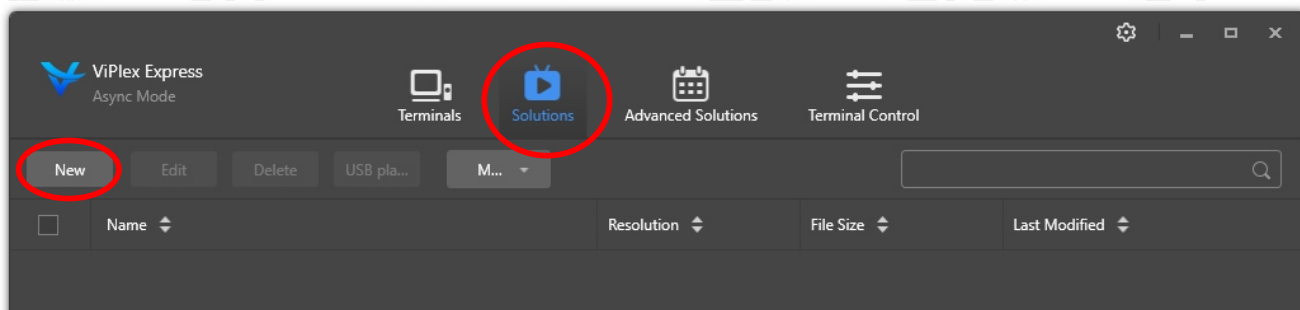 ViPlex Express
Async Mode
Terminals
Solutions
Advanced Solutions
Terminal Control
New
Edit
Delete
USB pla...
M...
Name
Resolution
File Size
Last Modified